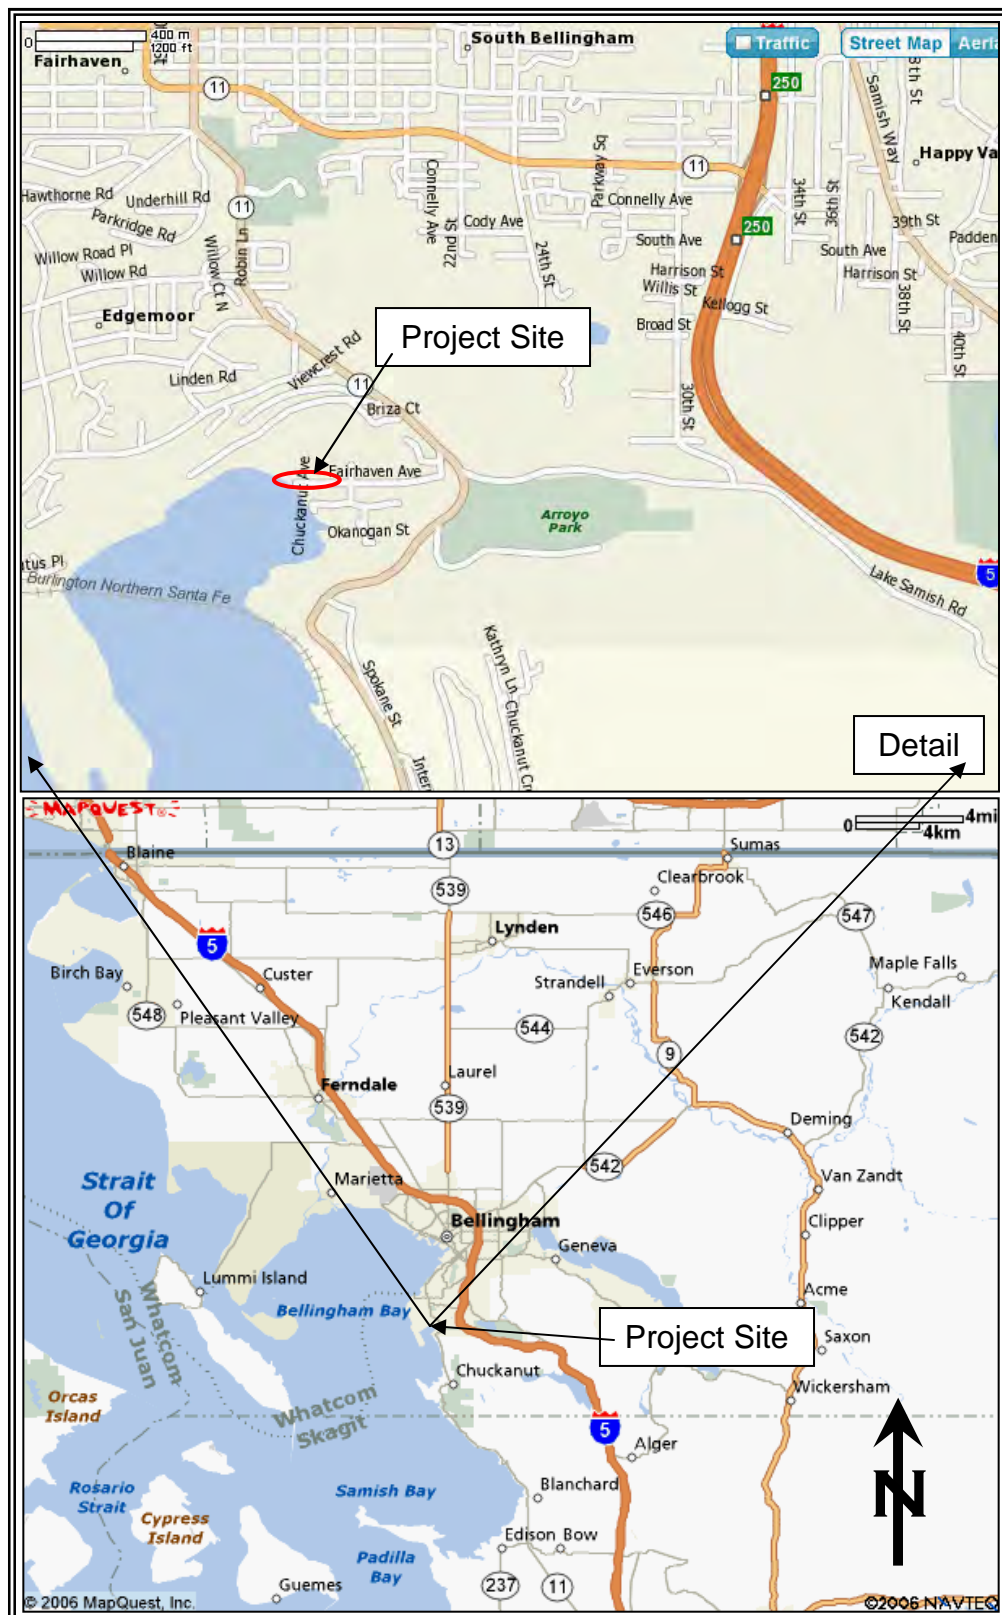 0
400 m
1200 ft
South Bellingham
Traffic
Street Map
Fairhaven
250
11
Samish Way
11
Parkway Sq
Connelly Ave
Hawthorne Rd
Underhill Rd
Parkridge Rd
11
Connelly Ave
22nd St
Cody Ave
Connelly Ave
34th St
36th St
39th St
24th St
250
South Ave
South Ave
Willow Road Pl
Willow Rd
Willow Ct N
Robin Ln
Harrison St
Harrison St
Willis St
Kellogg St
38th St
Edgemoor
Broad St
40th St
Project Site
Viewcrest Rd
Linden Rd
11
Briza Ct
30th St
Chuckanut Ave
Fairhaven Ave
Okanogan St
Arroyo
Park
Burlington Northern Santa Fe
Lake Samish Rd
5
Spokane St
Kathryn Ln
Detail
MAPQUEST
0
4mi
4km
Blaine
13
Sumas
Clearbrook
539
546
547
Lynden
5
Birch Bay
Custer
Strandell
Everson
Maple Falls
Kendall
548
Pleasant Valley
544
542
9
Ferndale
Laurel
539
Deming
542
Marietta
Van Zandt
Strait
Of
Georgia
Bellingham
Clipper
Geneva
Lummi Island
Acme
Whatcom
San Juan
Bellingham Bay
Project Site
Saxon
Chuckanut
Wickersham
Orcas
Island
Whatcom
Skagit
5
Alger
N
Rosario
Strait
Samish Bay
Blanchard
Cypress
Island
Edison
Bow
Padilla
Bay
237
11
Guemes
© 2006 MapQuest, Inc.
©2006 NAVTEQ